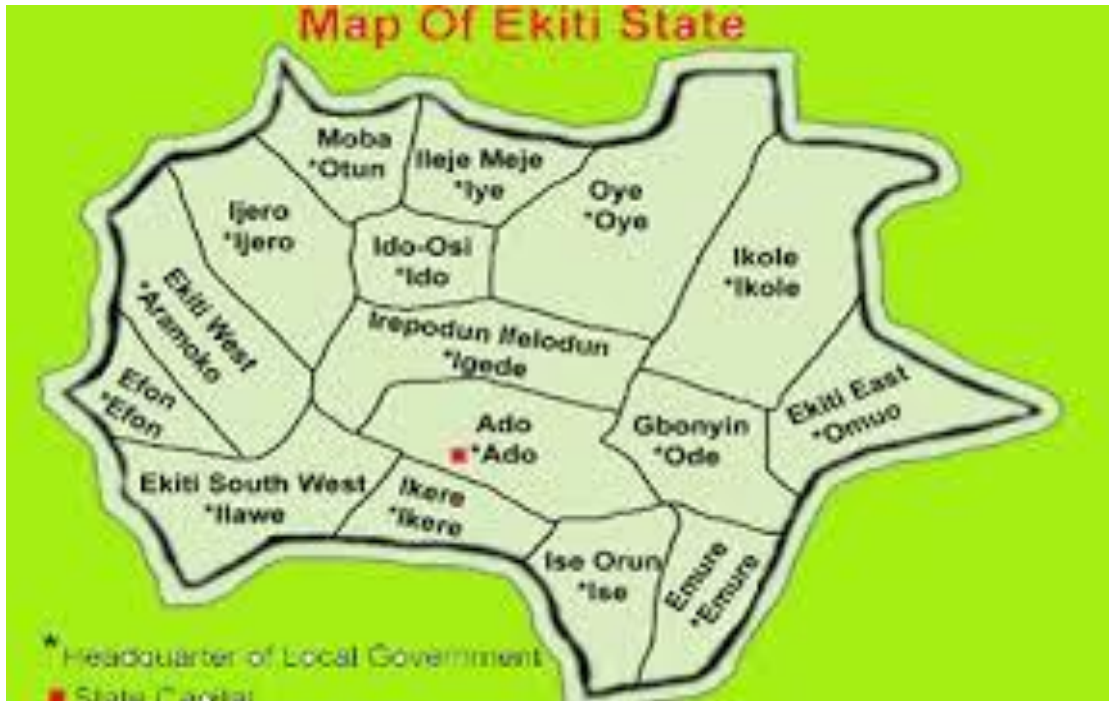 Map Of Ekiti State
Moba
*Otun
Ileje Meje
*Iye
Oye
*Oye
Ijero
*Ijero
Ido-Osi
*Ido
Ikole
*Ikole
Ekiti West
*Aramoko
Irepodun Ifelodun
*Igede
Efon
*Efon
Ekiti East
*Omuo
Ado
*Ado
Gbonyin
*Ode
Ekiti South West
*Ilawe
Ikere
*Ikere
Ise Orun
*Ise
Emure
*Emure
* Headquarter of Local Government
State Capital